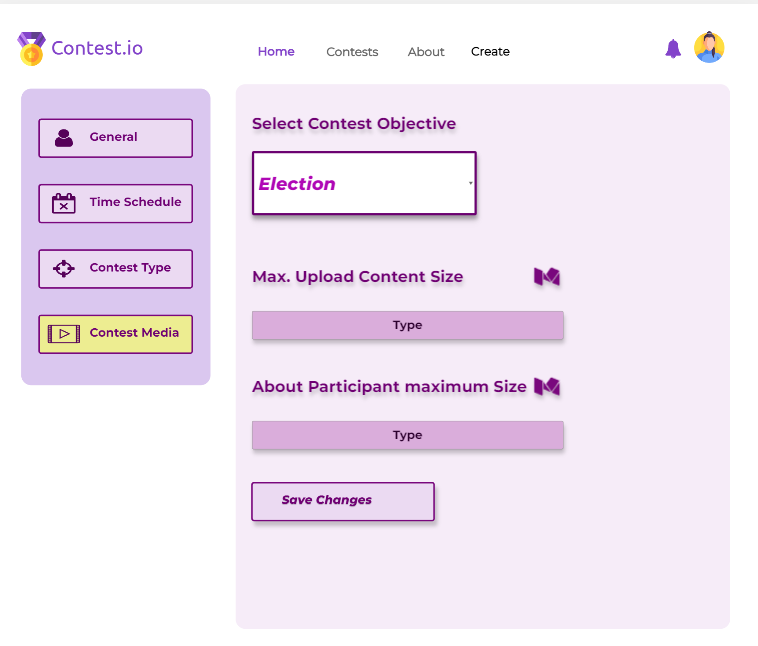 Contest.io
Home Contests About Create
General
Time Schedule
Contest Type
Contest Media
Select Contest Objective
Election
Max. Upload Content Size
Type
About Participant maximum Size
Type
Save Changes